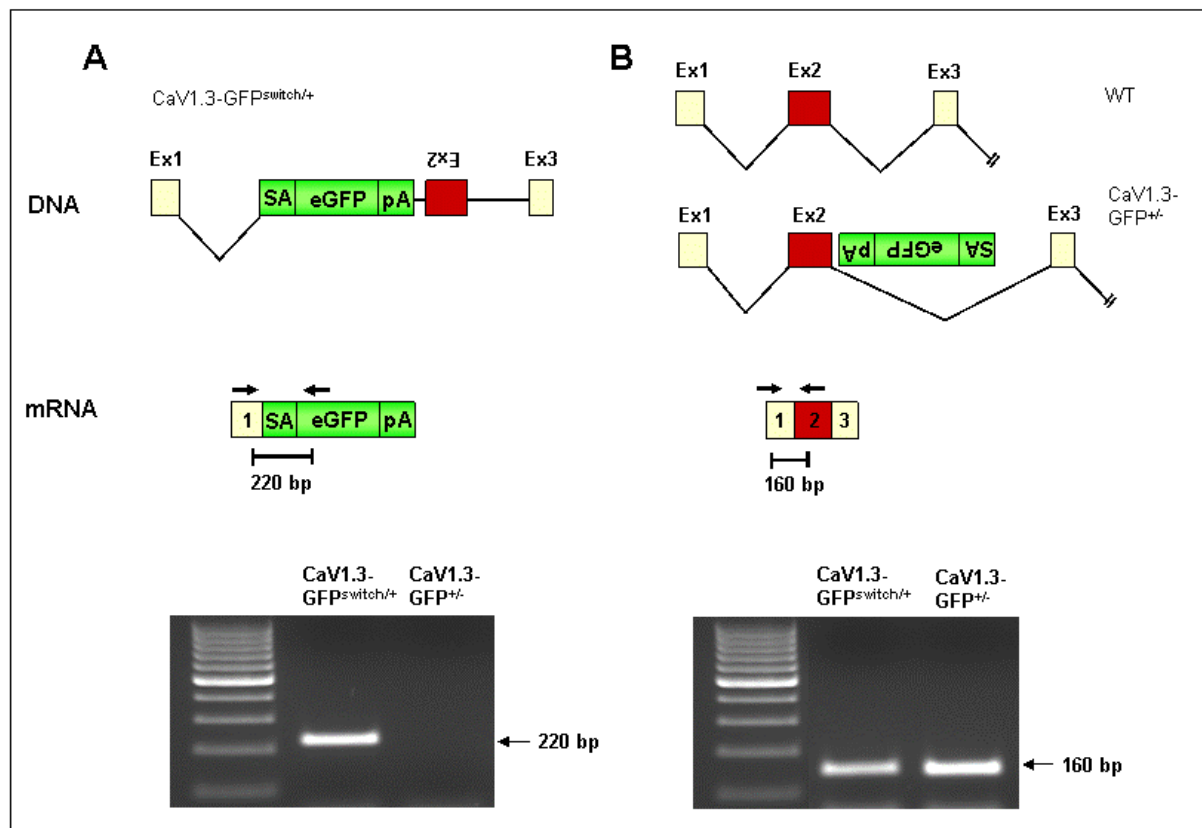 A
CaV1.3-GFPswitch/+
Ex1
Ex2
Ex3
DNA
SA eGFP pA
mRNA
1 SA eGFP pA
220 bp
CaV1.3-
GFPswitch/+
CaV1.3-
GFP+/-
220 bp
B
Ex1 Ex2 Ex3
WT
CaV1.3-
GFP+/-
Ex1 Ex2 Ex3
pA eGFP SA
1 2 3
160 bp
CaV1.3-
GFPswitch/+
CaV1.3-
GFP+/-
160 bp